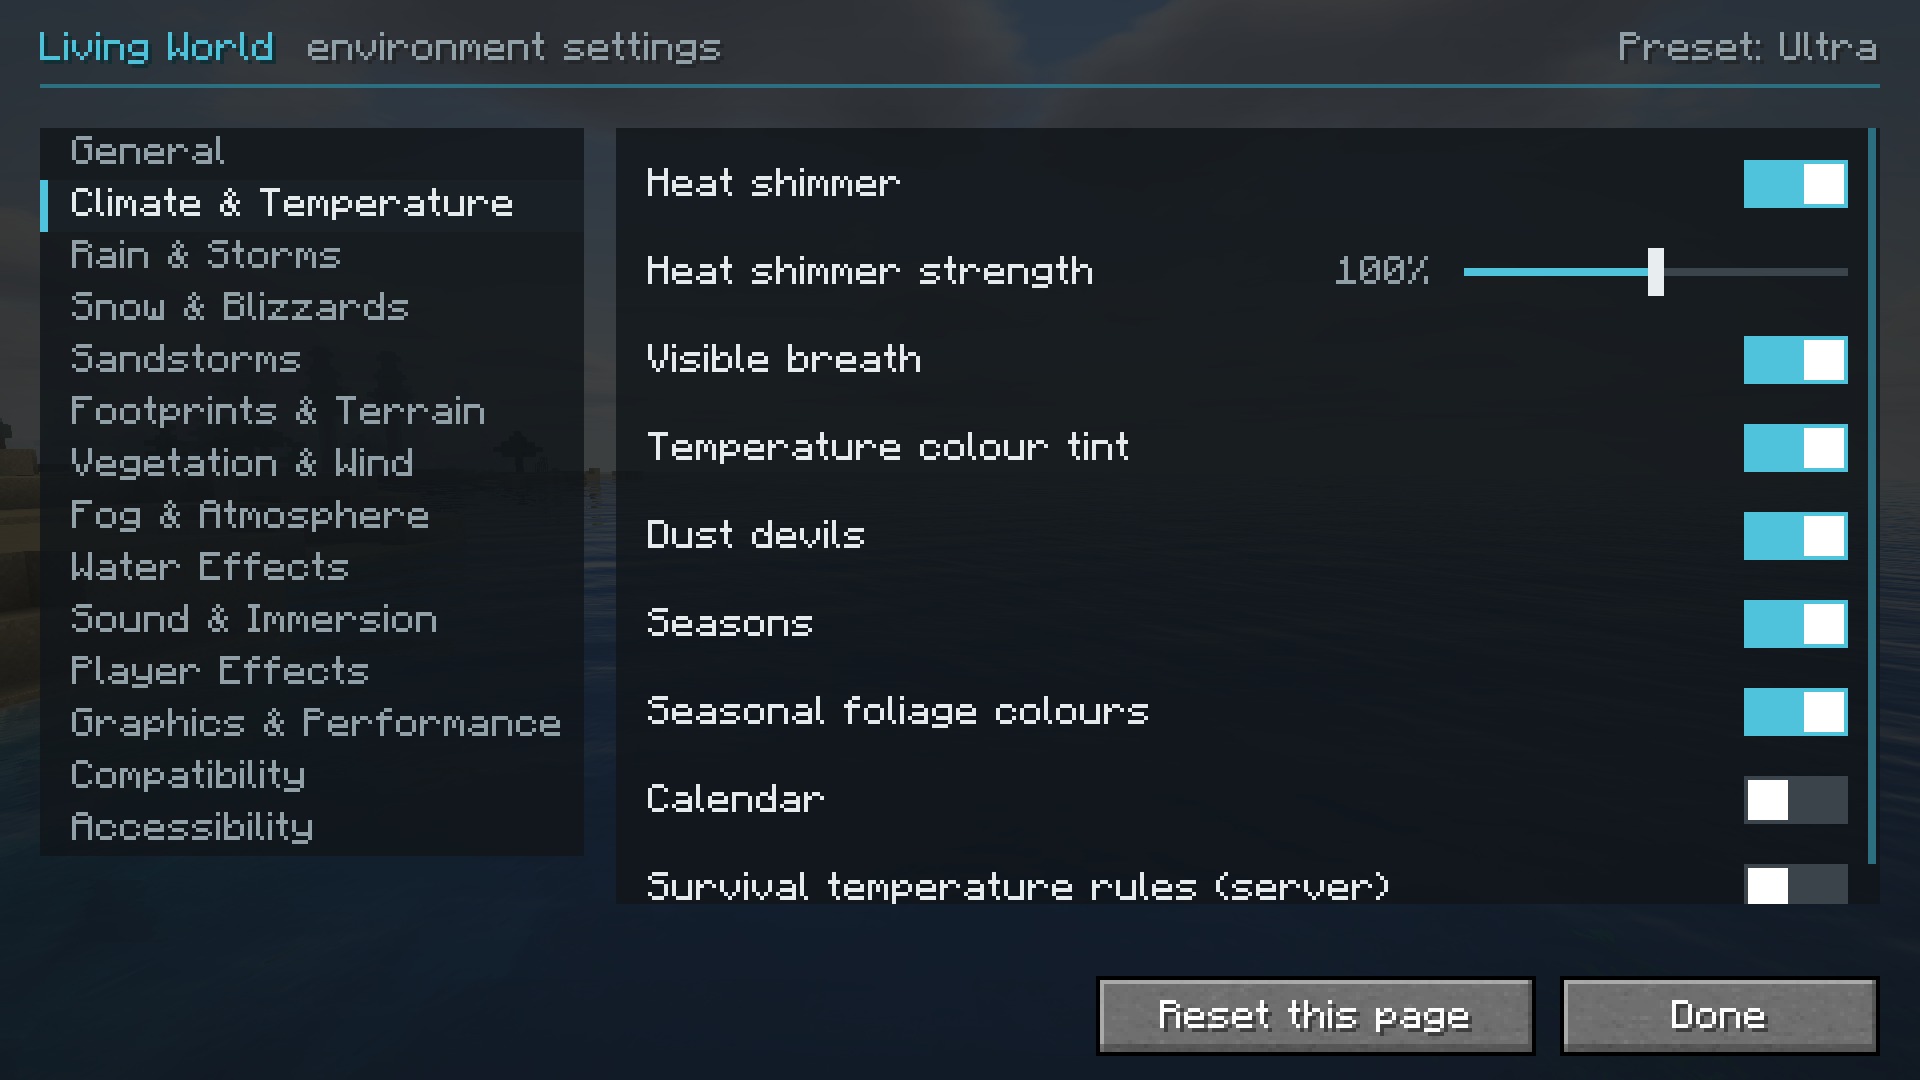 Living World environment settings
Preset: Ultra
General
Climate & Temperature
Rain & Storms
Snow & Blizzards
Sandstorms
Footprints & Terrain
Vegetation & Wind
Fog & Atmosphere
Water Effects
Sound & Immersion
Player Effects
Graphics & Performance
Compatibility
Accessibility
Heat shimmer
Heat shimmer strength 100%
Visible breath
Temperature colour tint
Dust devils
Seasons
Seasonal foliage colours
Calendar
Survival temperature rules (server)
Reset this page
Done